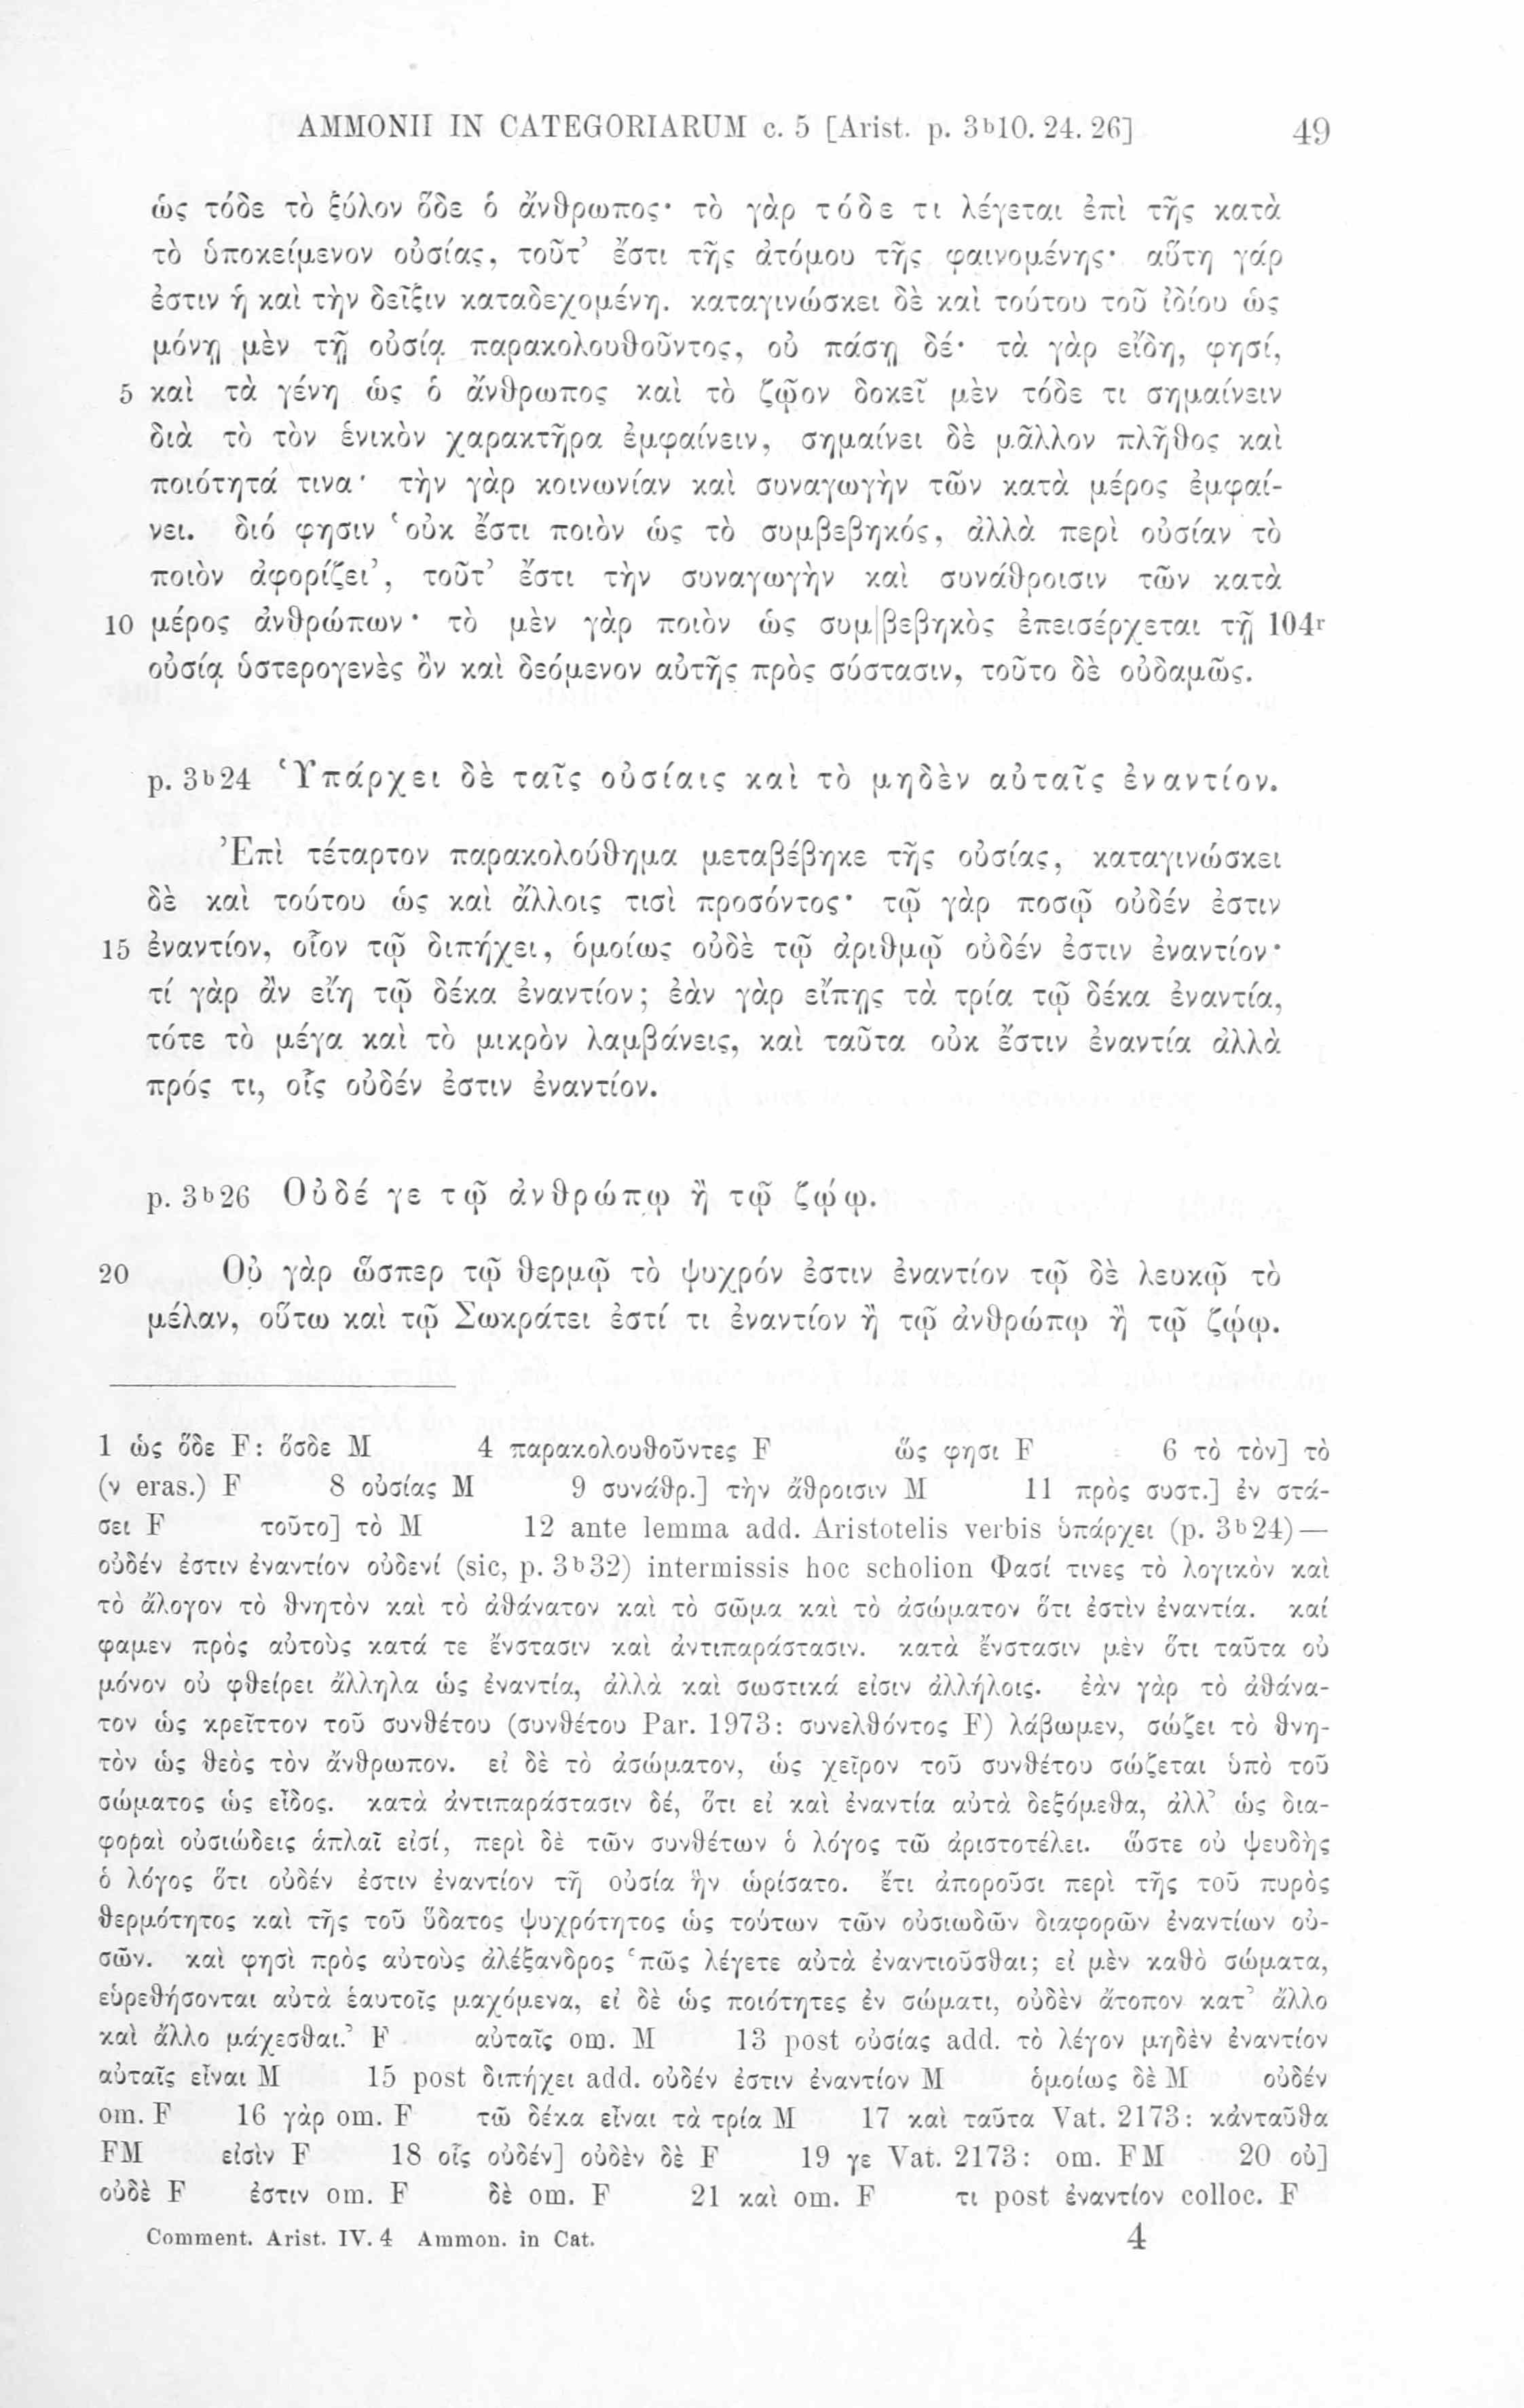 AMMONII IN CATEGORIARUM c. 5 [Arist. p. 3b10. 24. 26] 49
ὡς τόδε τὸ ξύλον ὅδε ὁ ἄνθρωπος· τὸ γὰρ τόδε τι λέγεται ἐπὶ τῆς κατὰ
τὸ ὑποκείμενον οὐσίας, τοῦτ’ ἔστι τῆς ἀτόμου τῆς φαινομένης· αὕτη γάρ
ἐστιν ἡ καὶ τὴν δεῖξιν καταδεχομένη. καταγινώσκει δὲ καὶ τούτου τοῦ ἰδίου ὡς
μόνῃ μὲν τῇ οὐσίᾳ παρακολουθοῦντος, οὐ πάσῃ δέ· τὰ γὰρ εἴδη, φησί,
5 καὶ τὰ γένη ὡς ὁ ἄνθρωπος καὶ τὸ ζῷον δοκεῖ μὲν τόδε τι σημαίνειν
διὰ τὸ τὸν ἑνικὸν χαρακτῆρα ἐμφαίνειν, σημαίνει δὲ μᾶλλον πλῆθος καὶ
ποιότητά τινα· τὴν γὰρ κοινωνίαν καὶ συναγωγὴν τῶν κατὰ μέρος ἐμφαί-
νει. διό φησιν ‘οὐκ ἔστι ποιὸν ὡς τὸ συμβεβηκός, ἀλλὰ περὶ οὐσίαν τὸ
ποιὸν ἀφορίζει’, τοῦτ’ ἔστι τὴν συναγωγὴν καὶ συνάθροισιν τῶν κατὰ
10 μέρος ἀνθρώπων· τὸ μὲν γὰρ ποιὸν ὡς συμ|βεβηκὸς ἐπεισέρχεται τῇ 104r
οὐσίᾳ ὑστερογενὲς ὂν καὶ δεόμενον αὐτῆς πρὸς σύστασιν, τοῦτο δὲ οὐδαμῶς.
p. 3b24 Ὑπάρχει δὲ ταῖς οὐσίαις καὶ τὸ μηδὲν αὐταῖς ἐναντίον.
Ἐπὶ τέταρτον παρακολούθημα μεταβέβηκε τῆς οὐσίας, καταγινώσκει
δὲ καὶ τούτου ὡς καὶ ἄλλοις τισὶ προσόντος· τῷ γὰρ ποσῷ οὐδέν ἐστιν
15 ἐναντίον, οἷον τῷ διπήχει, ὁμοίως οὐδὲ τῷ ἀριθμῷ οὐδέν ἐστιν ἐναντίον·
τί γὰρ ἂν εἴη τῷ δέκα ἐναντίον; ἐὰν γὰρ εἴπῃς τὰ τρία τῷ δέκα ἐναντία,
τότε τὸ μέγα καὶ τὸ μικρὸν λαμβάνεις, καὶ ταῦτα οὐκ ἔστιν ἐναντία ἀλλὰ
πρός τι, οἷς οὐδέν ἐστιν ἐναντίον.
p. 3b26 Οὐδέ γε τῷ ἀνθρώπῳ ἢ τῷ ζῴῳ.
20 Οὐ γὰρ ὥσπερ τῷ θερμῷ τὸ ψυχρόν ἐστιν ἐναντίον τῷ δὲ λευκῷ τὸ
μέλαν, οὕτω καὶ τῷ Σωκράτει ἐστί τι ἐναντίον ἢ τῷ ἀνθρώπῳ ἢ τῷ ζῴῳ.
1 ὡς ὅδε F: ὅσδε M 4 παρακολουθοῦντες F ὥς φησι F 6 τὸ τὸν] τὸ
(ν eras.) F 8 οὐσίας M 9 συνάθρ.] τὴν ἄθροισιν M 11 πρὸς συστ.] ἐν στά-
σει F τοῦτο] τὸ M 12 ante lemma add. Aristotelis verbis ὑπάρχει (p. 3b24)—
οὐδέν ἐστιν ἐναντίον οὐδενί (sic, p. 3b32) intermissis hoc scholion Φασί τινες τὸ λογικὸν καὶ
τὸ ἄλογον τὸ θνητὸν καὶ τὸ ἀθάνατον καὶ τὸ σῶμα καὶ τὸ ἀσώματον ὅτι ἐστὶν ἐναντία. καί
φαμεν πρὸς αὐτοὺς κατά τε ἔνστασιν καὶ ἀντιπαράστασιν. κατὰ ἔνστασιν μὲν ὅτι ταῦτα οὐ
μόνον οὐ φθείρει ἄλληλα ὡς ἐναντία, ἀλλὰ καὶ σωστικά εἰσιν ἀλλήλοις. ἐὰν γὰρ τὸ ἀθάνα-
τον ὡς κρεῖττον τοῦ συνθέτου (συνθέτου Par. 1973: συνελθόντος F) λάβωμεν, σώζει τὸ θνη-
τὸν ὡς θεὸς τὸν ἄνθρωπον. εἰ δὲ τὸ ἀσώματον, ὡς χεῖρον τοῦ συνθέτου σώζεται ὑπὸ τοῦ
σώματος ὡς εἶδος. κατὰ ἀντιπαράστασιν δέ, ὅτι εἰ καὶ ἐναντία αὐτὰ δεξόμεθα, ἀλλ’ ὡς δια-
φοραὶ οὐσιώδεις ἁπλαῖ εἰσί, περὶ δὲ τῶν συνθέτων ὁ λόγος τῶ ἀριστοτέλει. ὥστε οὐ ψευδὴς
ὁ λόγος ὅτι οὐδέν ἐστιν ἐναντίον τῆ οὐσία ἣν ὡρίσατο. ἔτι ἀποροῦσι περὶ τῆς τοῦ πυρὸς
θερμότητος καὶ τῆς τοῦ ὕδατος ψυχρότητος ὡς τούτων τῶν οὐσιωδῶν διαφορῶν ἐναντίων οὐ-
σῶν. καὶ φησὶ πρὸς αὐτοὺς ἀλέξανδρος ‘πῶς λέγετε αὐτὰ ἐναντιοῦσθαι; εἰ μὲν καθὸ σώματα,
εὑρεθήσονται αὐτὰ ἑαυτοῖς μαχόμενα, εἰ δὲ ὡς ποιότητες ἐν σώματι, οὐδὲν ἄτοπον κατ’ ἄλλο
καὶ ἄλλο μάχεσθαι.’ F αὐταῖς om. M 13 post οὐσίας add. τὸ λέγον μηδὲν ἐναντίον
αὐταῖς εἶναι M 15 post διπήχει add. οὐδέν ἐστιν ἐναντίον M ὁμοίως δὲ M οὐδέν
om. F 16 γὰρ om. F τῶ δέκα εἶναι τὰ τρία M 17 καὶ ταῦτα Vat. 2173: κἀνταῦθα
FM εἰσὶν F 18 οἷς οὐδέν] οὐδὲν δὲ F 19 γε Vat. 2173: om. FM 20 οὐ]
οὐδὲ F ἐστιν om. F δὲ om. F 21 καὶ om. F τι post ἐναντίον colloc. F
Comment. Arist. IV. 4 Ammon. in Cat. 4